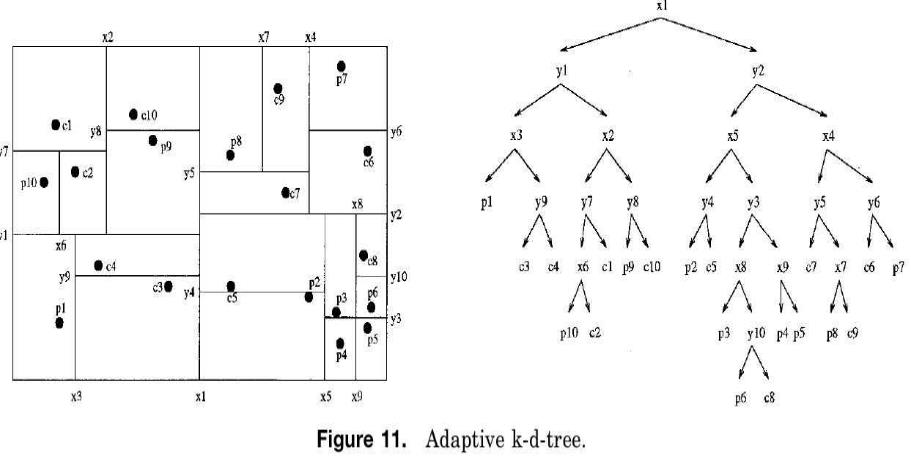 x1
x2 x7 x4
p7
y1 y2
c9
c10
c1 y8
y6
x3 x2 x5 x4
p9 p8
y7
c6
y5
c2
p10
c7
p1 y9 y7 y8 y4 y3 y5 y6
x8
y2
y1
x6
c8
c4
c3 c4 x6 c1 p9 c10 p2 c5 x8 x9 c7 x7 c6 p7
y9
y10
c3 y4
p2
c5
p3 p6
p1
y3
p10 c2 p3 y10 p4 p5 p8 c9
p5
p4
x3 x1 x5 x9
p6 c8
Figure 11. Adaptive k-d-tree.